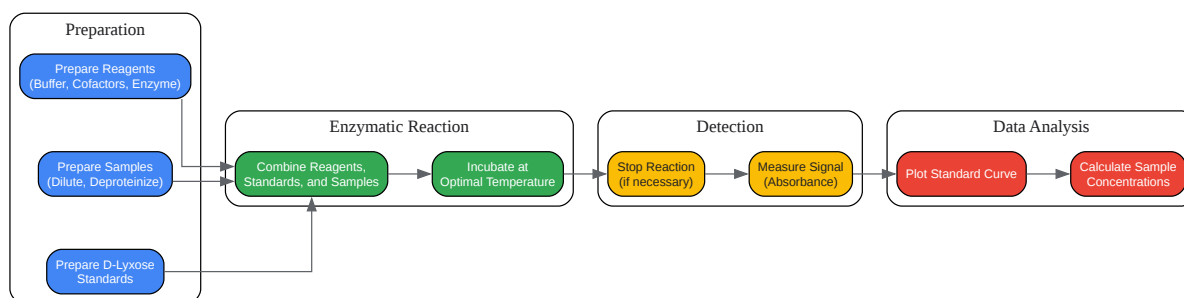 Preparation
Prepare Reagents
(Buffer, Cofactors, Enzyme)
Prepare Samples
(Dilute, Deproteinize)
Prepare D-Lyxose
Standards
Enzymatic Reaction
Combine Reagents,
Standards, and Samples
Incubate at
Optimal Temperature
Detection
Stop Reaction
(if necessary)
Measure Signal
(Absorbance)
Data Analysis
Plot Standard Curve
Calculate Sample
Concentrations